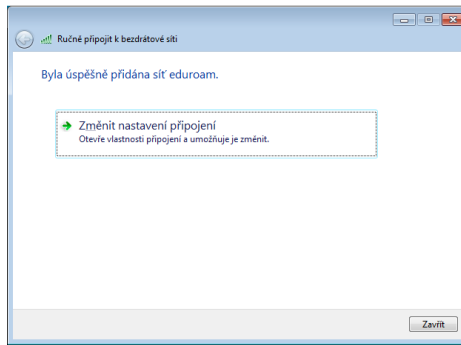 Ručně připojit k bezdrátové síti
Byla úspěšně přidána síť eduroam.
Změnit nastavení připojení
Otevře vlastnosti připojení a umožňuje je změnit.
Zavřít